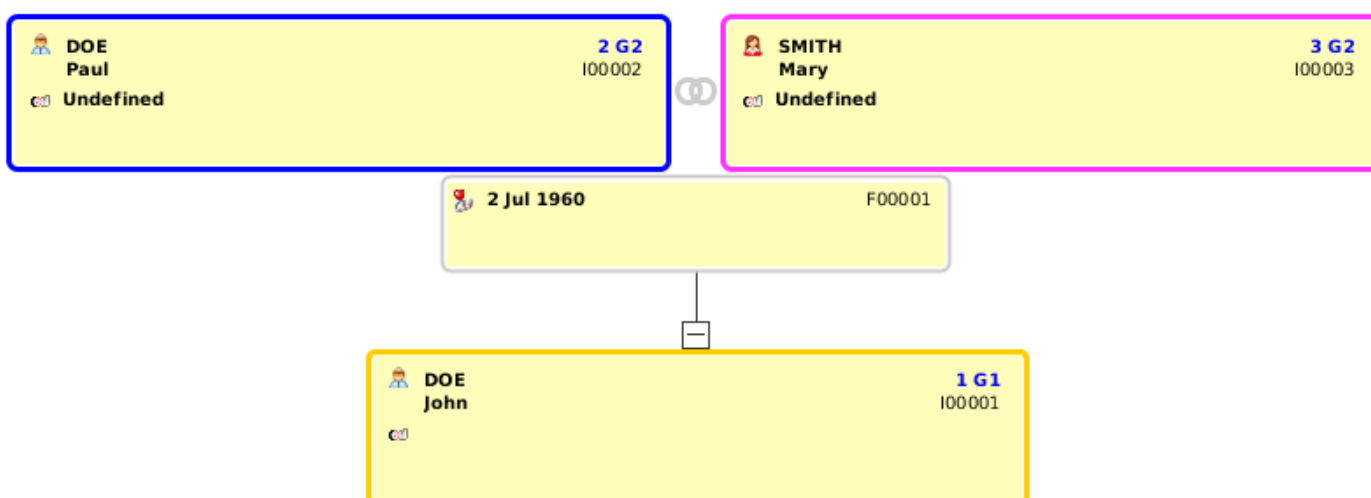 DOE 2 G2
Paul I00002
Undefined
SMITH 3 G2
Mary I00003
Undefined
2 Jul 1960 F00001
DOE 1 G1
John I00001